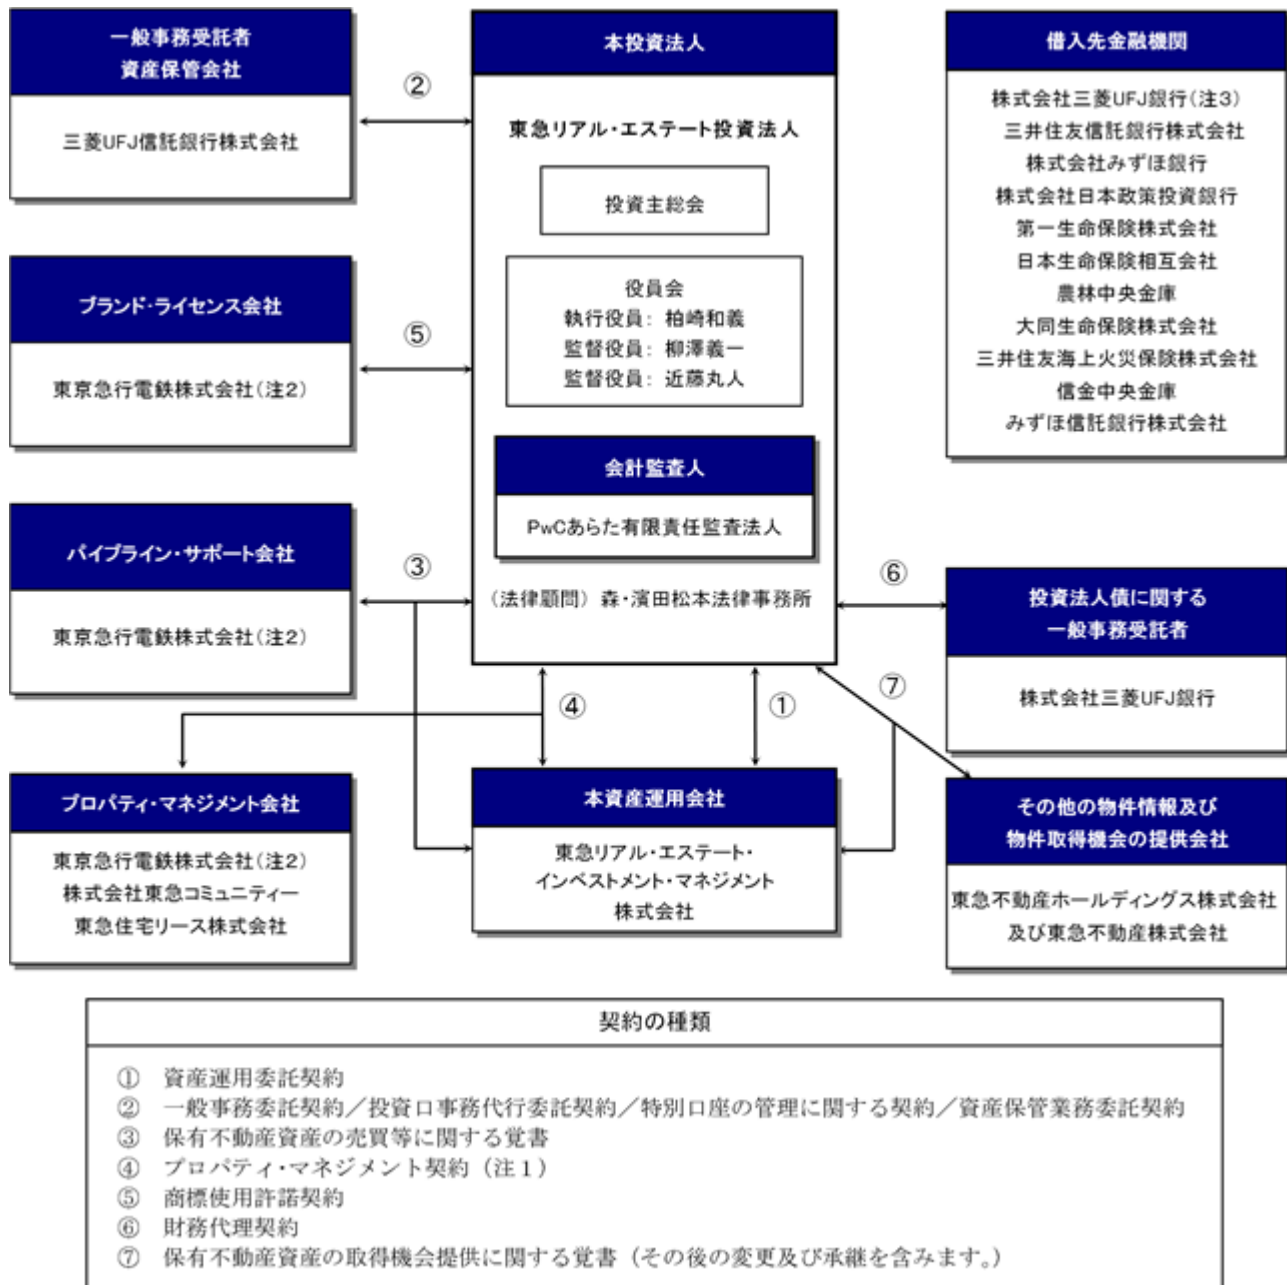 一般事務受託者
資産保管会社
三菱UFJ信託銀行株式会社
②
本投資法人
東急リアル・エステート投資法人
投資主総会
役員会
執行役員： 柏崎和義
監督役員： 柳澤義一
監督役員： 近藤丸人
会計監査人
PwCあらた有限責任監査法人
（法律顧問） 森・濱田松本法律事務所
借入先金融機関
株式会社三菱UFJ銀行（注3）
三井住友信託銀行株式会社
株式会社みずほ銀行
株式会社日本政策投資銀行
第一生命保険株式会社
日本生命保険相互会社
農林中央金庫
大同生命保険株式会社
三井住友海上火災保険株式会社
信金中央金庫
みずほ信託銀行株式会社
ブランド・ライセンス会社
東京急行電鉄株式会社（注2）
⑤
パイプライン・サポート会社
東京急行電鉄株式会社（注2）
③
⑥
投資法人債に関する
一般事務受託者
株式会社三菱UFJ銀行
④
①
⑦
プロパティ・マネジメント会社
東京急行電鉄株式会社（注2）
株式会社東急コミュニティー
東急住宅リース株式会社
本資産運用会社
東急リアル・エステート・
インベストメント・マネジメント
株式会社
その他の物件情報及び
物件取得機会の提供会社
東急不動産ホールディングス株式会社
及び東急不動産株式会社
契約の種類
① 資産運用委託契約
② 一般事務委託契約／投資口事務代行委託契約／特別口座の管理に関する契約／資産保管業務委託契約
③ 保有不動産資産の売買等に関する覚書
④ プロパティ・マネジメント契約（注１）
⑤ 商標使用許諾契約
⑥ 財務代理契約
⑦ 保有不動産資産の取得機会提供に関する覚書（その後の変更及び承継を含みます。）